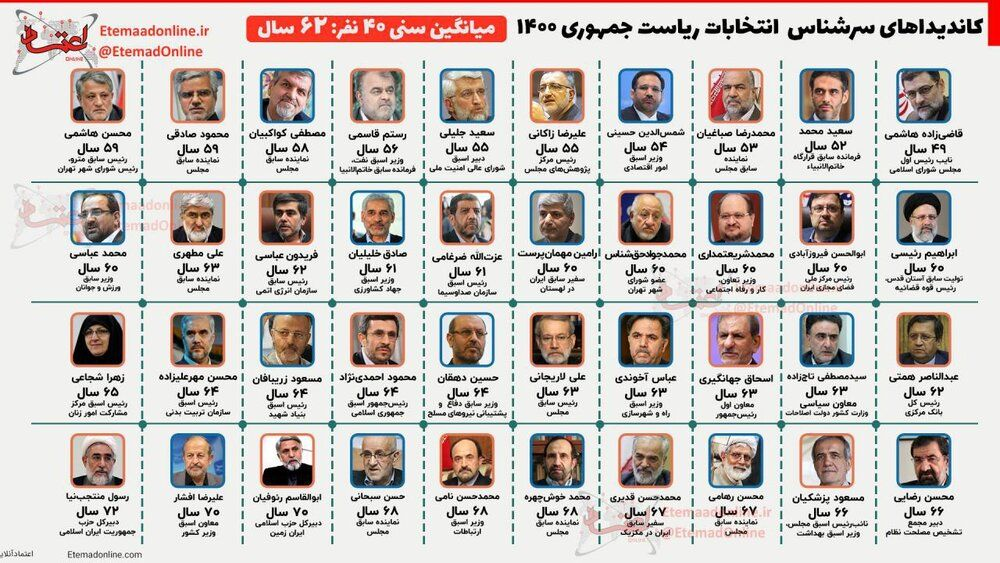 کاندیداهای سرشناس انتخابات ریاست جمهوری ۱۴۰۰
میانگین سنی ۴۰ نفر: ۶۲ سال
Etemaadonline.ir
@EtemadOnline
اعتماد
ONLINE
قاضی‌زاده هاشمی
۴۹ سال
نایب رئیس اول
مجلس شورای اسلامی
سعید محمد
۵۲ سال
فرمانده سابق قرارگاه
خاتم‌الانبیاء
محمدرضا صباغیان
۵۳ سال
نماینده
سابق مجلس
شمس‌الدین حسینی
۵۴ سال
وزیر اسبق
امور اقتصادی
علیرضا زاکانی
۵۵ سال
رئیس مرکز
پژوهش‌های مجلس
سعید جلیلی
۵۵ سال
دبیر اسبق
شورای عالی امنیت ملی
رستم قاسمی
۵۶ سال
وزیر اسبق نفت،
فرمانده سابق خاتم‌الانبیا
مصطفی کواکبیان
۵۸ سال
نماینده سابق
مجلس
محمود صادقی
۵۹ سال
نماینده سابق
مجلس
محسن هاشمی
۵۹ سال
رئیس سابق مترو،
رئیس شورای شهر تهران
ابراهیم رئیسی
۶۰ سال
تولیت سابق آستان قدس،
رئیس قوه قضائیه
ابوالحسن فیروزآبادی
۶۰ سال
رئیس مرکز ملی
فضای مجازی ایران
محمدشریعتمداری
۶۰ سال
وزیر تعاون،
کار و رفاه اجتماعی
محمدجوادحق‌شناس
۶۰ سال
عضو شورای
شهر تهران
رامین مهمان‌پرست
۶۰ سال
سفیر سابق ایران
در لهستان
عزت‌الله ضرغامی
۶۱ سال
رئیس اسبق
سازمان صداوسیما
صادق خلیلیان
۶۱ سال
وزیر اسبق
جهاد کشاورزی
فریدون عباسی
۶۲ سال
رئیس سابق
سازمان انرژی اتمی
علی مطهری
۶۳ سال
نماینده سابق
مجلس
محمد عباسی
۶۰ سال
وزیر سابق
ورزش و جوانان
عبدالناصر همتی
۶۲ سال
رئیس کل
بانک مرکزی
سیدمصطفی تاج‌زاده
۶۳ سال
معاون سیاسی
وزارت کشور دولت اصلاحات
اسحاق جهانگیری
۶۳ سال
معاون اول
رئیس‌جمهور
عباس آخوندی
۶۳ سال
وزیر اسبق
راه و شهرسازی
علی لاریجانی
۶۳ سال
رئیس سابق
مجلس
حسین دهقان
۶۴ سال
وزیر سابق دفاع و
پشتیبانی نیروهای مسلح
محمود احمدی‌نژاد
۶۴ سال
رئیس‌جمهور اسبق
جمهوری اسلامی
مسعود زریبافان
۶۴ سال
رئیس اسبق
بنیاد شهید
محسن مهرعلیزاده
۶۴ سال
رئیس اسبق
سازمان تربیت بدنی
زهرا شجاعی
۶۵ سال
رئیس اسبق
مشارکت امور زنان
محسن رضایی
۶۶ سال
دبیر مجمع
تشخیص مصلحت نظام
مسعود پزشکیان
۶۶ سال
نائب‌رئیس اسبق مجلس،
وزیر اسبق بهداشت
محسن رهامی
۶۷ سال
نماینده سابق
مجلس
محمدحسن قدیری
۶۷ سال
سفیر سابق
ایران در مکزیک
محمد خوش‌چهره
۶۸ سال
نماینده سابق
مجلس
محمدحسن نامی
۶۸ سال
وزیر اسبق
ارتباطات
حسن سبحانی
۶۸ سال
نماینده سابق
مجلس
ابوالقاسم رئوفیان
۷۰ سال
دبیرکل حزب اسلامی
ایران زمین
علیرضا افشار
۷۰ سال
معاون اسبق
وزیر کشور
رسول منتجب‌نیا
۷۲ سال
دبیرکل حزب
جمهوریت ایران اسلامی
Etemaadonline.ir
@EtemadOnline
Etemadonline.com